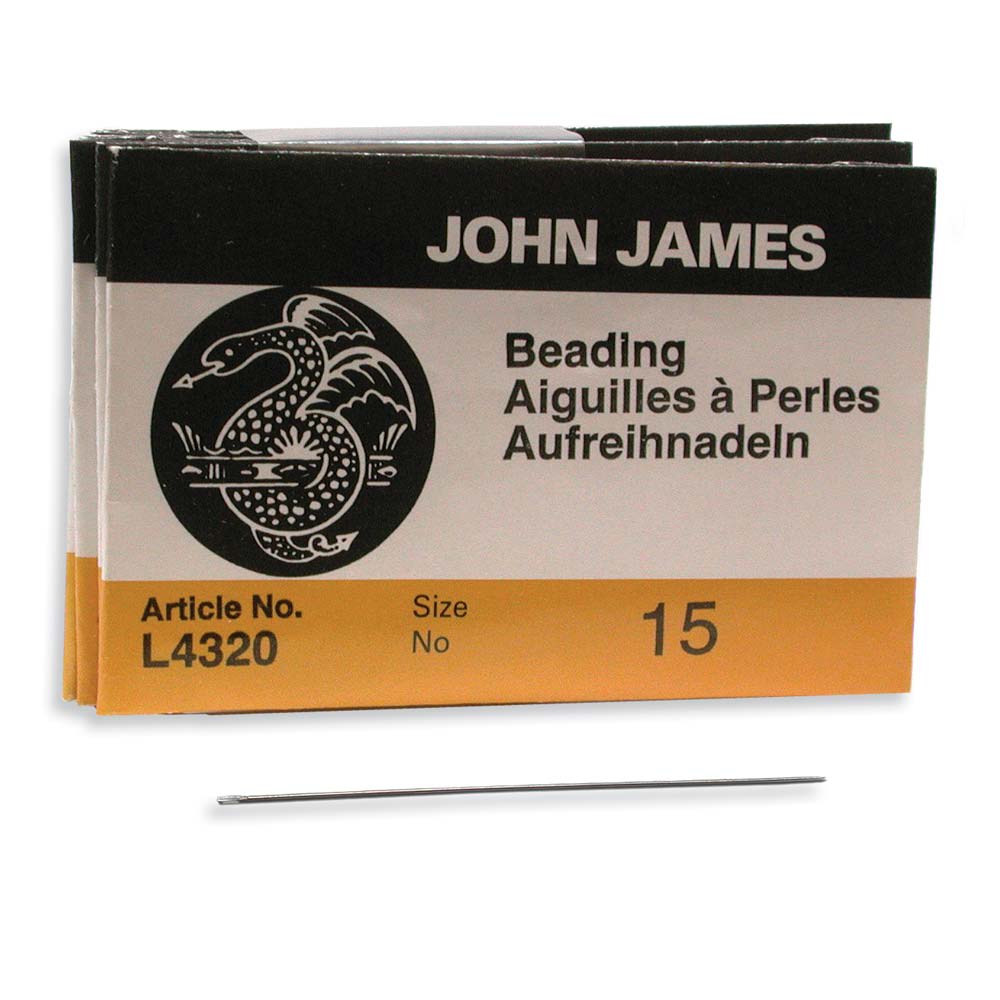 JOHN JAMES
Beading
Aiguilles à Perles
Aufreihnadeln
Article No.
L4320
Size
No
15